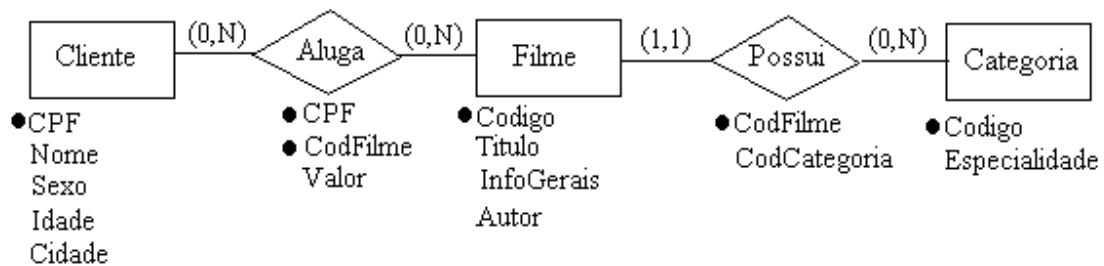 Cliente
(0,N)
Aluga
(0,N)
Filme
(1,1)
Possui
(0,N)
Categoria
CPF
Nome
Sexo
Idade
Cidade
CPF
CodFilme
Valor
Codigo
Titulo
InfoGerais
Autor
CodFilme
CodCategoria
Codigo
Especialidade